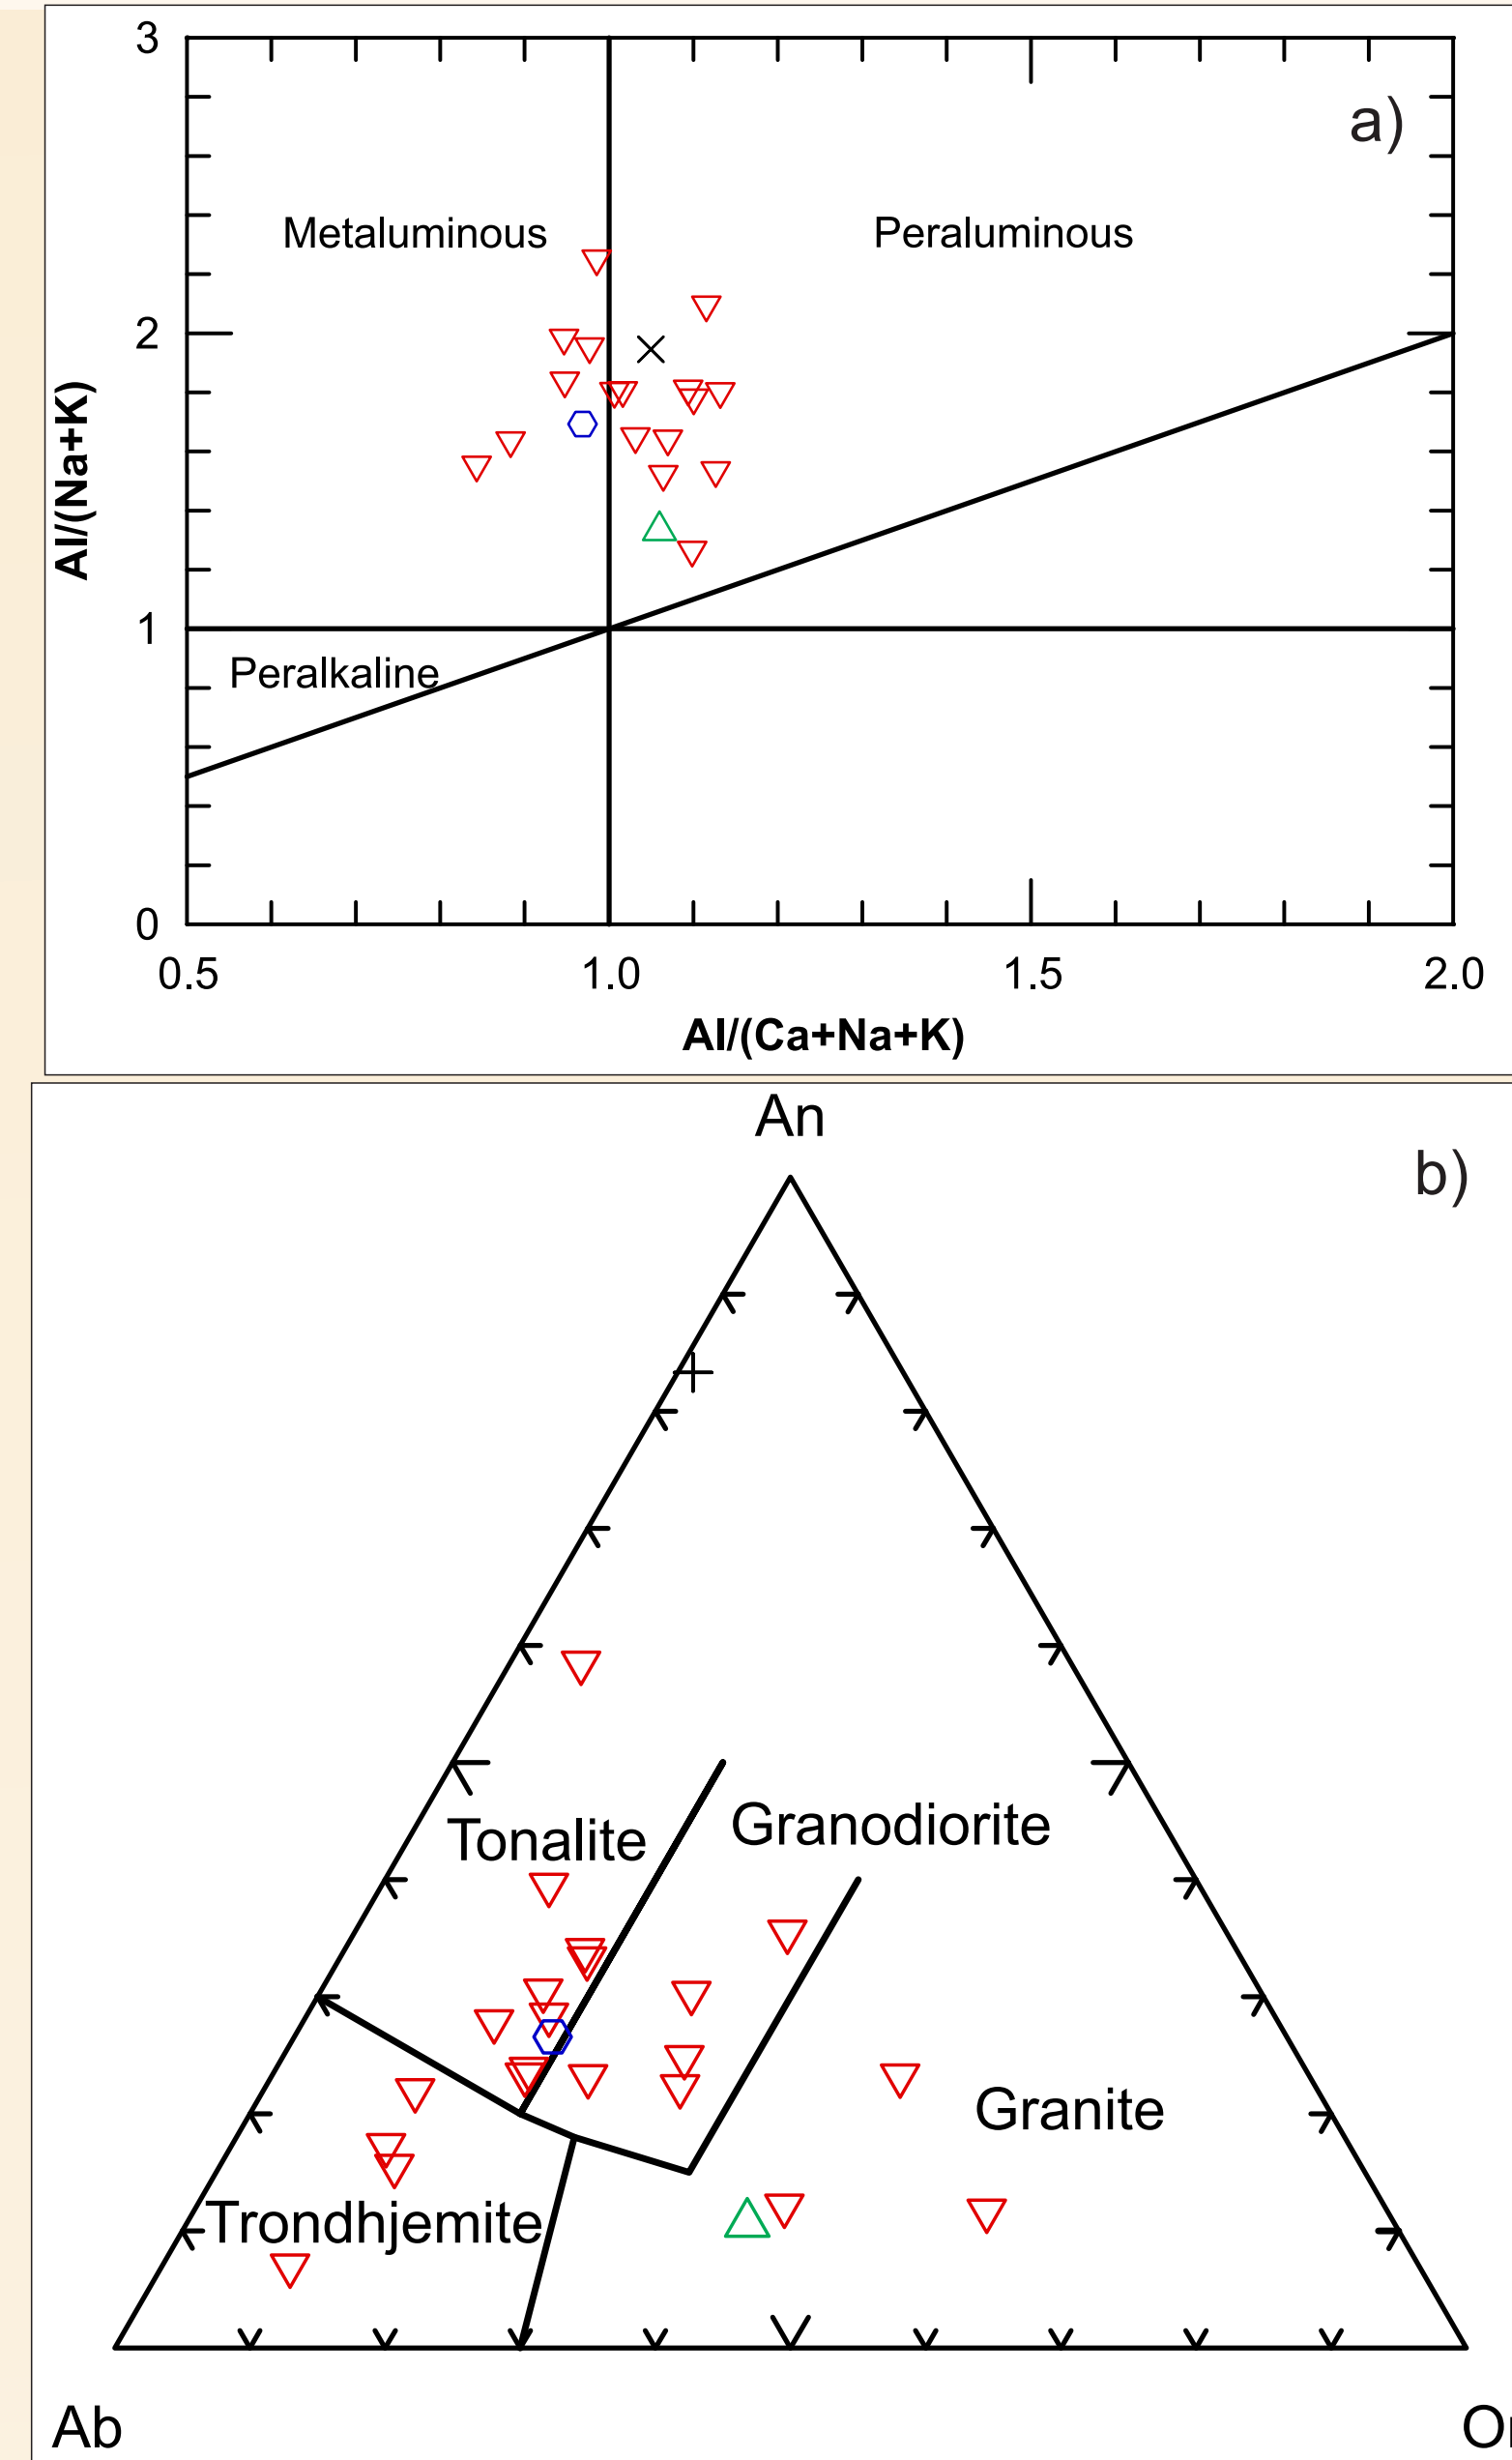 3
a)
Metaluminous
Peraluminous
2
Al/(Na+K)
1
Peralkaline
0
0.5
1.0
1.5
2.0
Al/(Ca+Na+K)
An
b)
Tonalite
Granodiorite
Granite
Trondhjemite
Ab